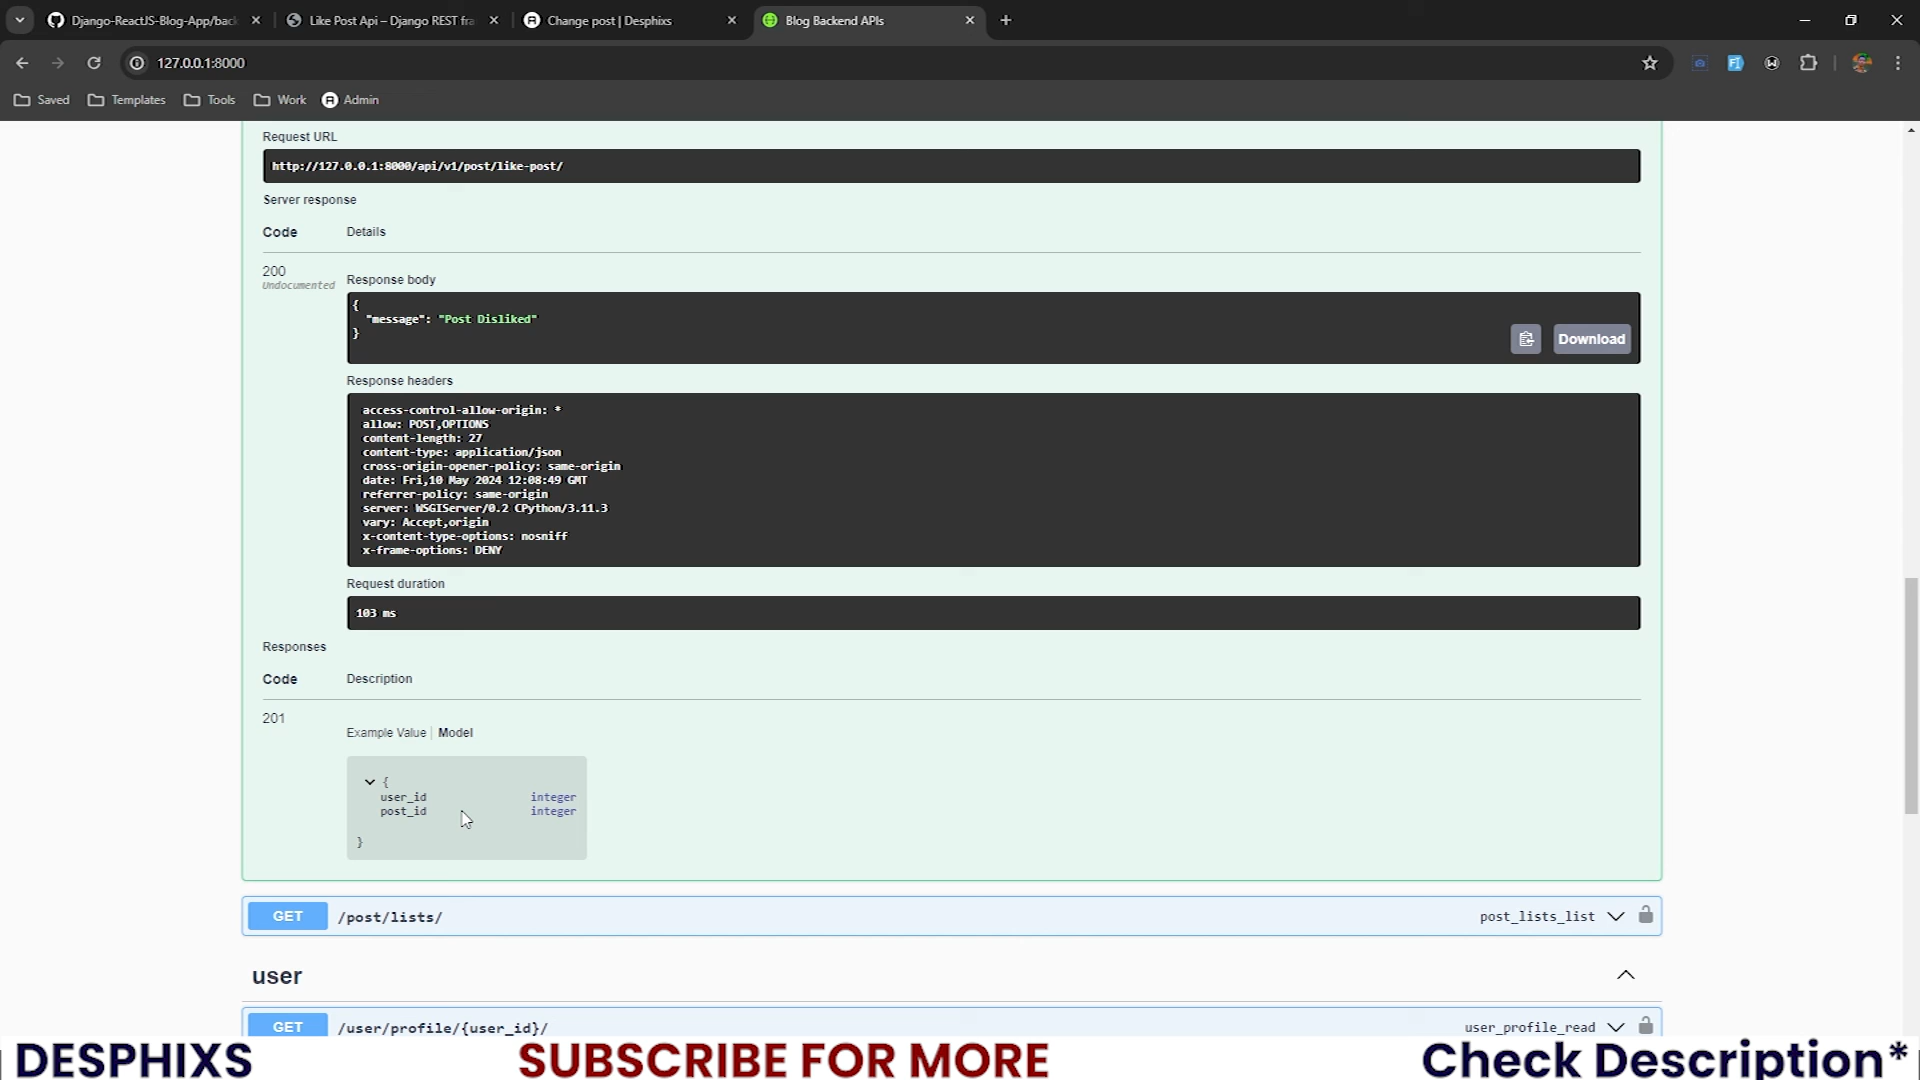 Django-ReactJS-Blog-App/back
Like Post Api – Django REST fra
Change post | Desphixs
Blog Backend APIs
127.0.0.1:8000
Saved
Templates
Tools
Work
Admin
Request URL
http://127.0.0.1:8000/api/v1/post/like-post/
Server response
Code Details
200
Undocumented
Response body
{
"message": "Post Disliked"
}
Download
Response headers
access-control-allow-origin: *
allow: POST,OPTIONS
content-length: 27
content-type: application/json
cross-origin-opener-policy: same-origin
date: Fri,10 May 2024 12:08:49 GMT
referrer-policy: same-origin
server: WSGIServer/0.2 CPython/3.11.3
vary: Accept,origin
x-content-type-options: nosniff
x-frame-options: DENY
Request duration
103 ms
Responses
Code Description
201
Example Value | Model
{
user_id integer
post_id integer
}
GET /post/lists/ post_lists_list
user
GET /user/profile/{user_id}/ user_profile_read
DESPHIXS SUBSCRIBE FOR MORE Check Description*